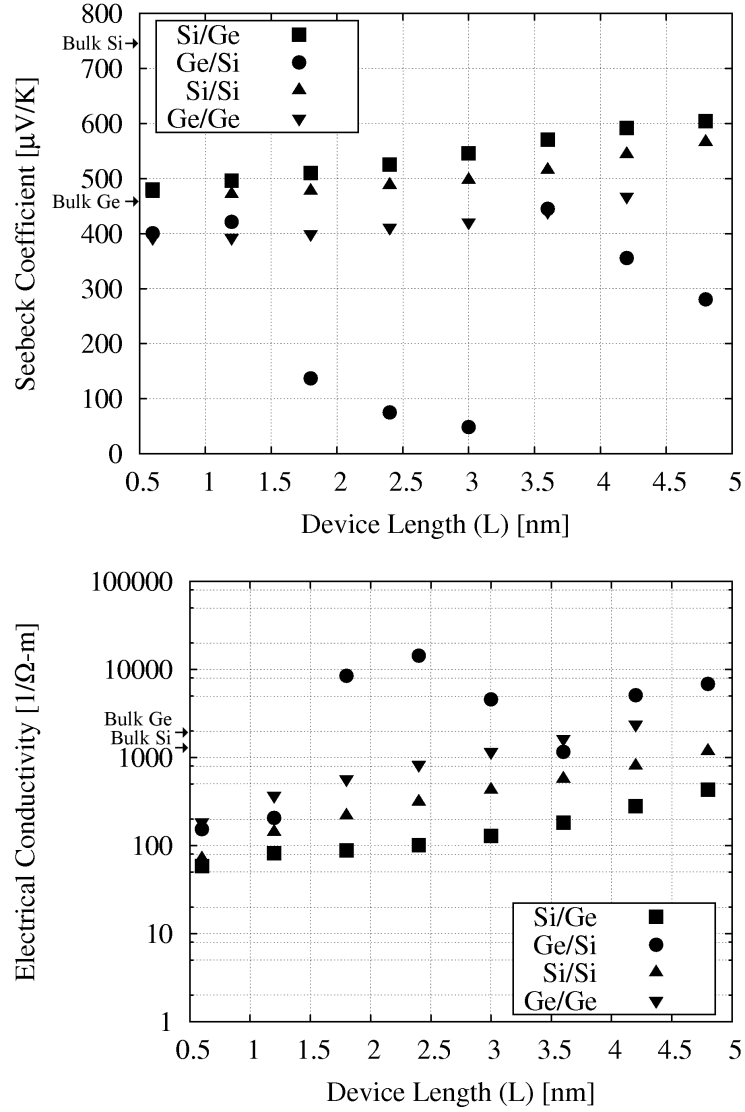 Bulk Si
Bulk Ge
Seebeck Coefficient [µV/K]
800
700
600
500
400
300
200
100
0
Si/Ge
Ge/Si
Si/Si
Ge/Ge
0.5 1 1.5 2 2.5 3 3.5 4 4.5 5
Device Length (L) [nm]
Bulk Ge
Bulk Si
Electrical Conductivity [1/Ω-m]
100000
10000
1000
100
10
1
Si/Ge
Ge/Si
Si/Si
Ge/Ge
0.5 1 1.5 2 2.5 3 3.5 4 4.5 5
Device Length (L) [nm]